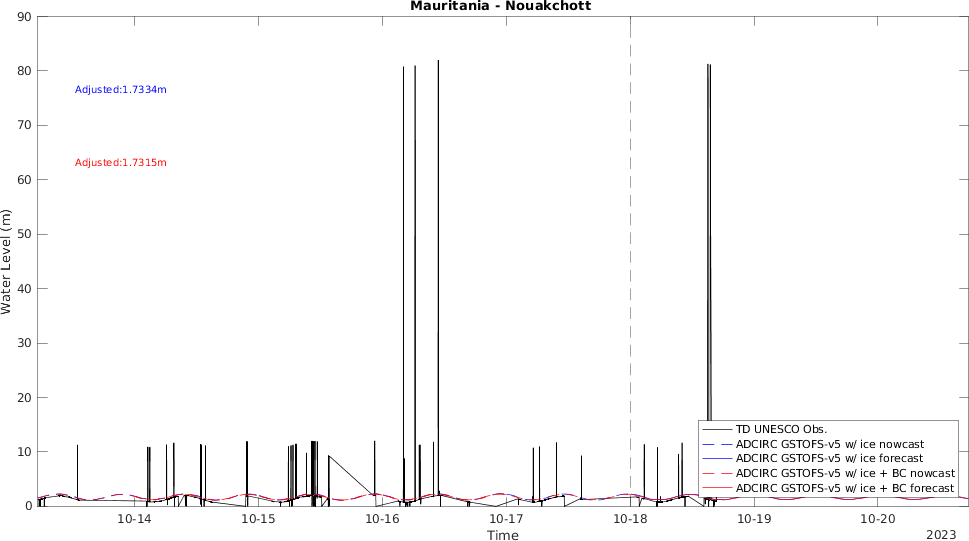 Mauritania - Nouakchott
90
80
70
60
50
40
30
20
10
0
Water Level (m)
Adjusted:1.7334m
Adjusted:1.7315m
TD UNESCO Obs.
ADCIRC GSTOFS-v5 w/ ice nowcast
ADCIRC GSTOFS-v5 w/ ice forecast
ADCIRC GSTOFS-v5 w/ ice + BC nowcast
ADCIRC GSTOFS-v5 w/ ice + BC forecast
10-14 10-15 10-16 10-17 10-18 10-19 10-20
Time
2023